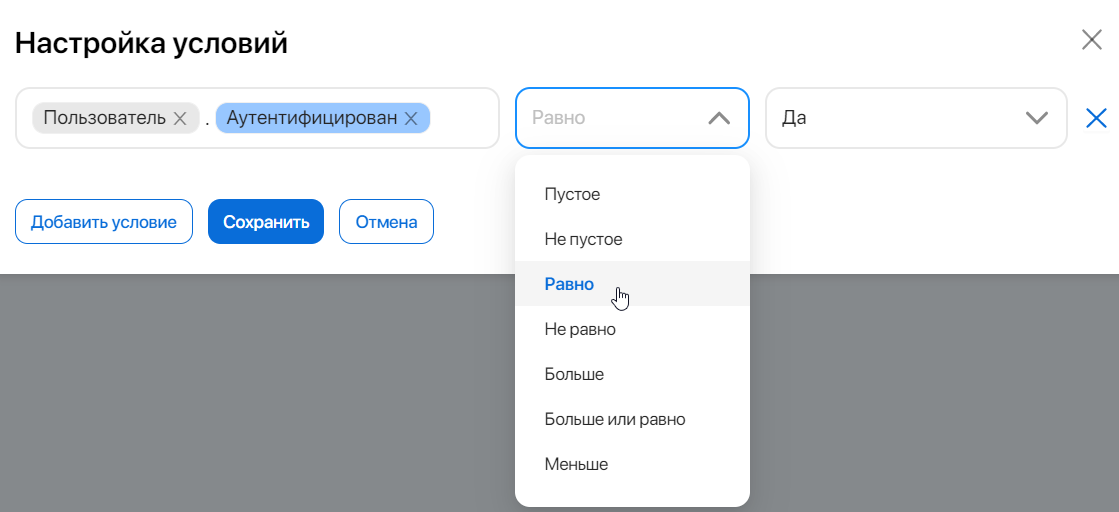 Настройка условий
Пользователь . Аутентифицирован Равно Да
Пустое
Добавить условие Сохранить Отмена
Не пустое
Равно
Не равно
Больше
Больше или равно
Меньше